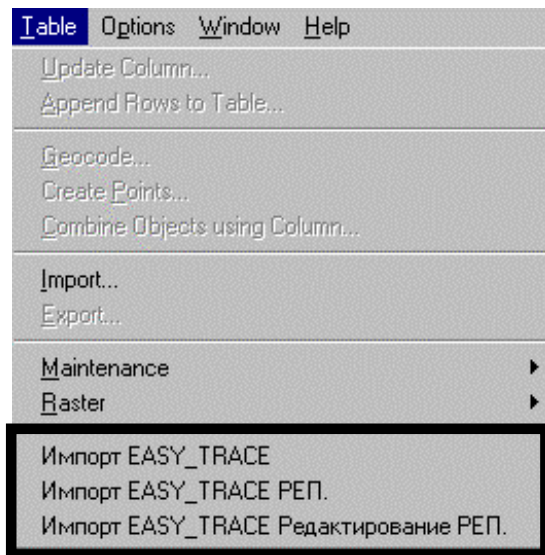 Table Options Window Help
Update Column...
Append Rows to Table...
Geocode...
Create Points...
Combine Objects using Column...
Import...
Export...
Maintenance
Raster
Импорт EASY_TRACE
Импорт EASY_TRACE РЕП.
Импорт EASY_TRACE Редактирование РЕП.